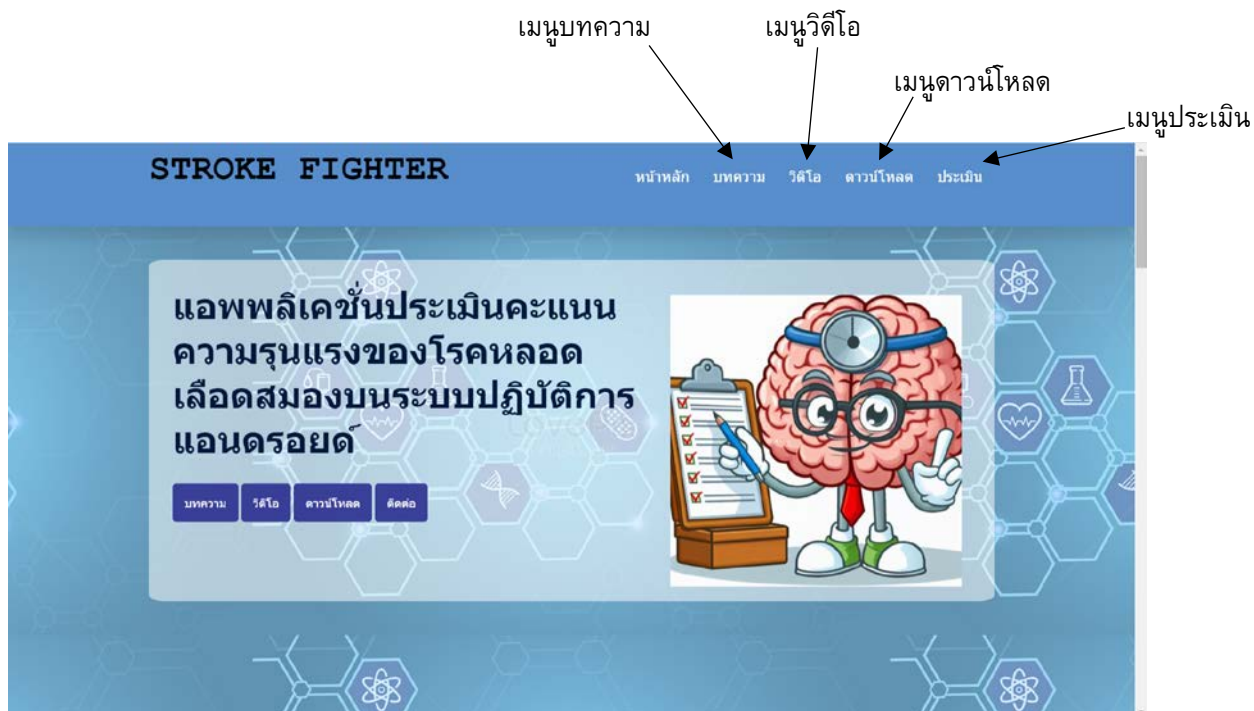 เมนูบทความ
เมนูวิดีโอ
เมนูดาวน์โหลด
เมนูประเมิน
STROKE FIGHTER
หน้าหลัก บทความ วิดีโอ ดาวน์โหลด ประเมิน
แอพพลิเคชั่นประเมินคะแนน
ความรุนแรงของโรคหลอด
เลือดสมองบนระบบปฏิบัติการ
แอนดรอยด์
บทความ วิดีโอ ดาวน์โหลด ติดต่อ